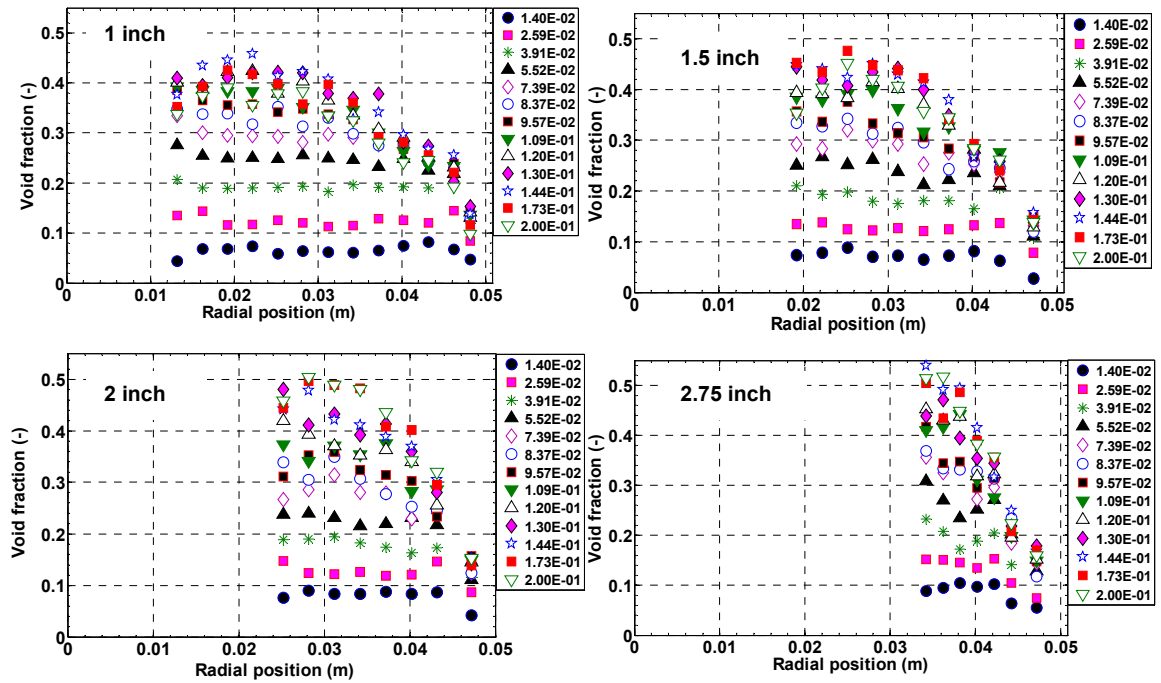 1 inch
Void fraction (-)
0.5
0.4
0.3
0.2
0.1
0
0
0.01
0.02
0.03
0.04
0.05
Radial position (m)
1.40E-02
2.59E-02
3.91E-02
5.52E-02
7.39E-02
8.37E-02
9.57E-02
1.09E-01
1.20E-01
1.30E-01
1.44E-01
1.73E-01
2.00E-01
1.5 inch
Void fraction (-)
0.5
0.4
0.3
0.2
0.1
0
0
0.01
0.02
0.03
0.04
0.05
Radial position (m)
1.40E-02
2.59E-02
3.91E-02
5.52E-02
7.39E-02
8.37E-02
9.57E-02
1.09E-01
1.20E-01
1.30E-01
1.44E-01
1.73E-01
2.00E-01
2 inch
Void fraction (-)
0.5
0.4
0.3
0.2
0.1
0
0
0.01
0.02
0.03
0.04
0.05
Radial position (m)
1.40E-02
2.59E-02
3.91E-02
5.52E-02
7.39E-02
8.37E-02
9.57E-02
1.09E-01
1.20E-01
1.30E-01
1.44E-01
1.73E-01
2.00E-01
2.75 inch
Void fraction (-)
0.5
0.4
0.3
0.2
0.1
0
0
0.01
0.02
0.03
0.04
0.05
Radial position (m)
1.40E-02
2.59E-02
3.91E-02
5.52E-02
7.39E-02
8.37E-02
9.57E-02
1.09E-01
1.20E-01
1.30E-01
1.44E-01
1.73E-01
2.00E-01